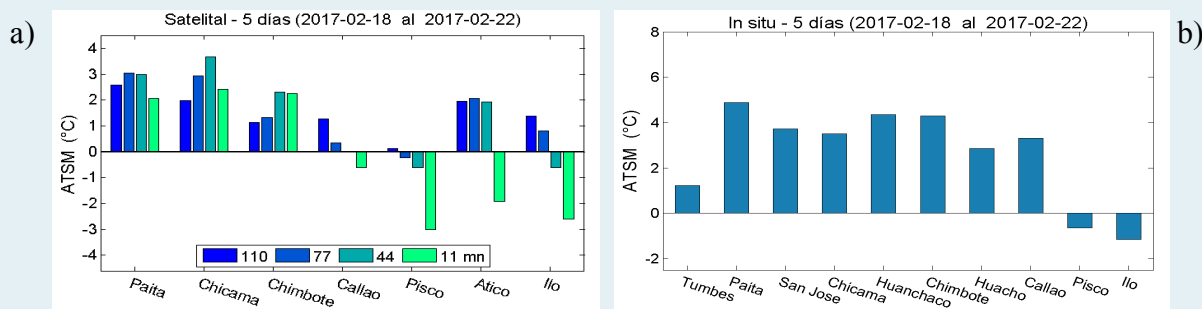 a)
Satelital - 5 días (2017-02-18 al 2017-02-22)
ATSM (°C)
4
3
2
1
0
-1
-2
-3
-4
110 77 44 11 mn
Paita Chicama Chimbote Callao Pisco Atico Ilo
b)
In situ - 5 días (2017-02-18 al 2017-02-22)
ATSM (°C)
8
6
4
2
0
-2
Tumbes Paita San Jose Chicama Huanchaco Chimbote Huacho Callao Pisco Ilo